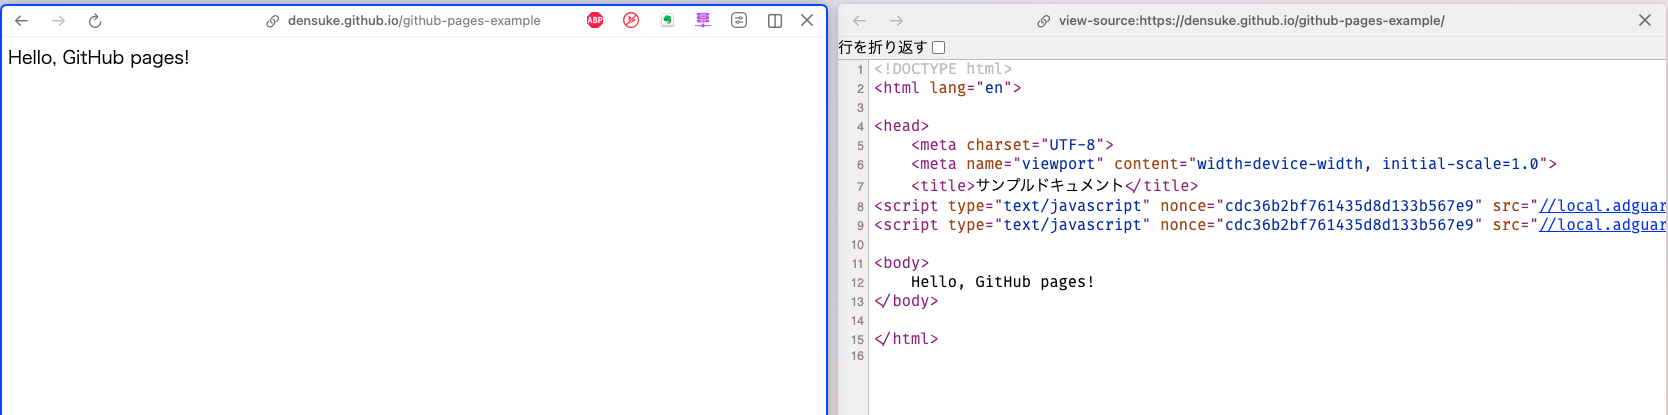 densuke.github.io/github-pages-example
ABP
Hello, GitHub pages!
view-source:https://densuke.github.io/github-pages-example/
行を折り返す
1 <!DOCTYPE html>
2 <html lang="en">
3
4 <head>
5 <meta charset="UTF-8">
6 <meta name="viewport" content="width=device-width, initial-scale=1.0">
7 <title>サンプルドキュメント</title>
8 <script type="text/javascript" nonce="cdc36b2bf761435d8d133b567e9" src="//local.adguar
9 <script type="text/javascript" nonce="cdc36b2bf761435d8d133b567e9" src="//local.adguar
10
11 <body>
12 Hello, GitHub pages!
13 </body>
14
15 </html>
16